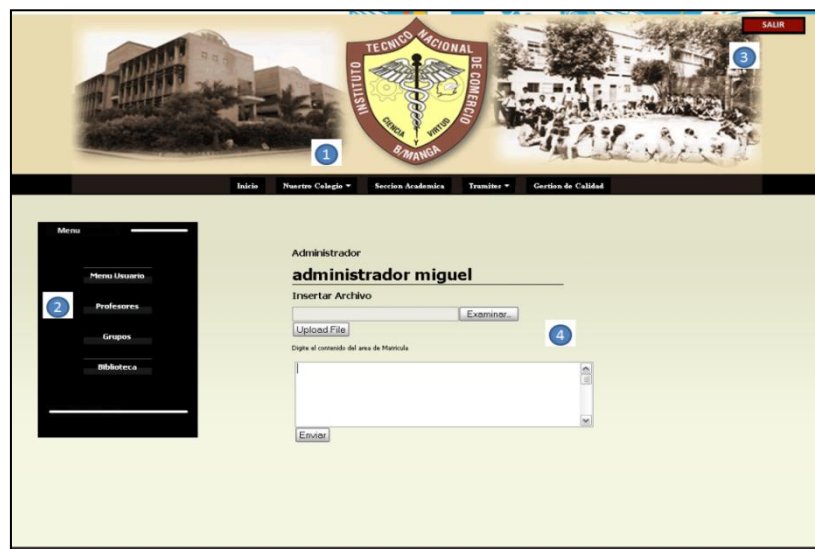 SALIR
INSTITUTO TECNICO NACIONAL DE COMERCIO
CIENCIA Y VIRTUD
B/MANGA
3
1
Inicio Nuestro Colegio Seccion Academica Tramites Gestion de Calidad
Menu
Menu Usuario
2 Profesores
Grupos
Biblioteca
Administrador
administrador miguel
Insertar Archivo
Examinar..
Upload File
4
Digite el contenido del area de Matricula
Enviar